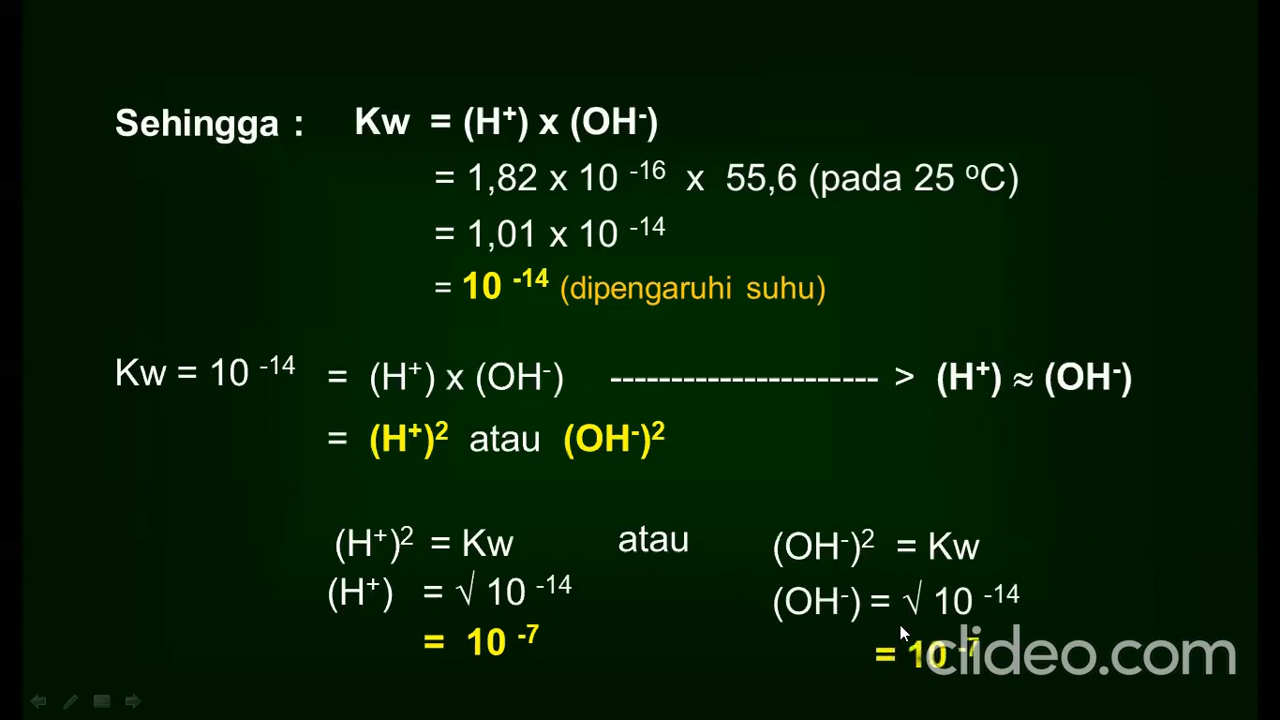 Sehingga : Kw = (H⁺) x (OH⁻)
= 1,82 x 10 ⁻¹⁶ x 55,6 (pada 25 ᵒC)
= 1,01 x 10 ⁻¹⁴
= 10 ⁻¹⁴ (dipengaruhi suhu)
Kw = 10 ⁻¹⁴ = (H⁺) x (OH⁻) ---------------------- > (H⁺) ≈ (OH⁻)
= (H⁺)² atau (OH⁻)²
(H⁺)² = Kw atau (OH⁻)² = Kw
(H⁺) = √ 10 ⁻¹⁴ (OH⁻) = √ 10 ⁻¹⁴
= 10 ⁻⁷ = 10 ⁻⁷
clideo.com